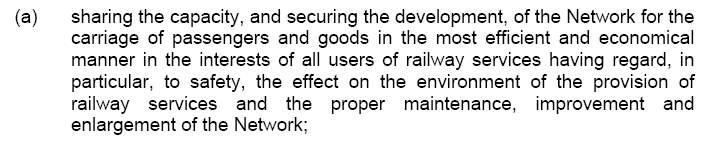 (a) sharing the capacity, and securing the development, of the Network for the
carriage of passengers and goods in the most efficient and economical
manner in the interests of all users of railway services having regard, in
particular, to safety, the effect on the environment of the provision of
railway services and the proper maintenance, improvement and
enlargement of the Network;